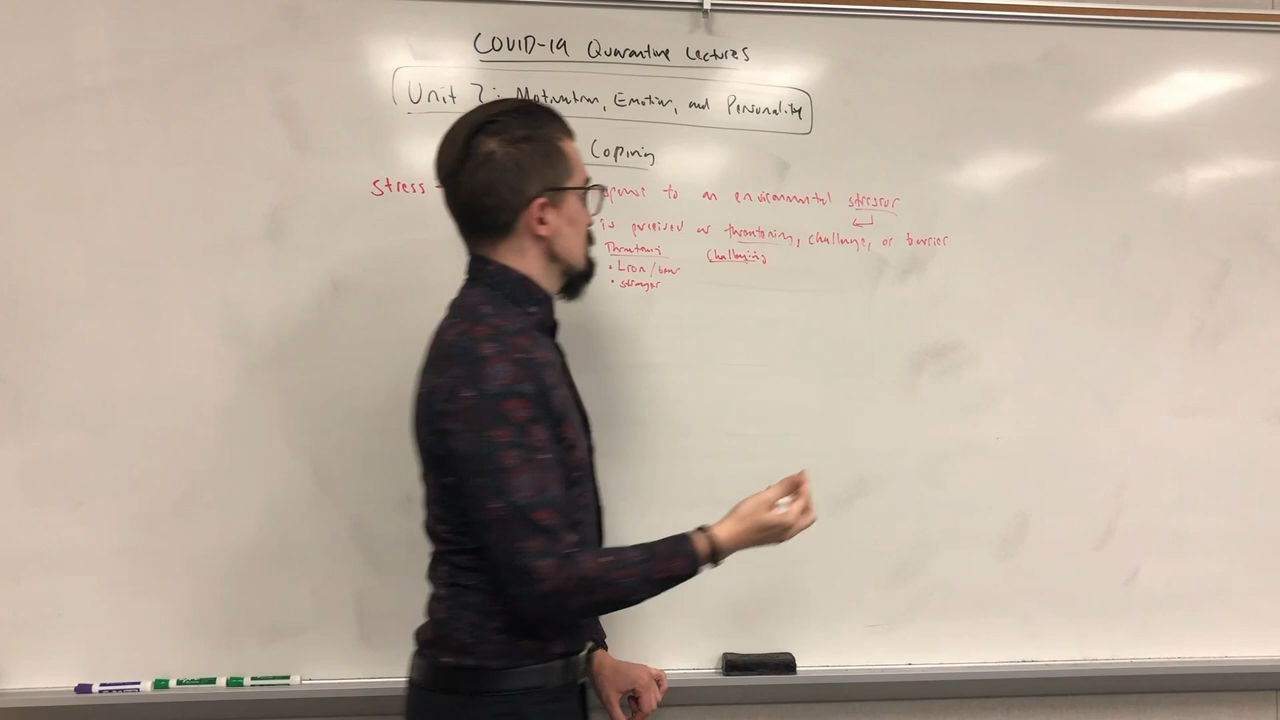 COVID-19 Quarantine Lectures
Unit 7: Motivation, Emotion, and Personality
Coping
Stress - to an environmental stressor
is perceived as threatening, challenge, or barrier
Threatening Challenging
• Lion/bear
• stranger